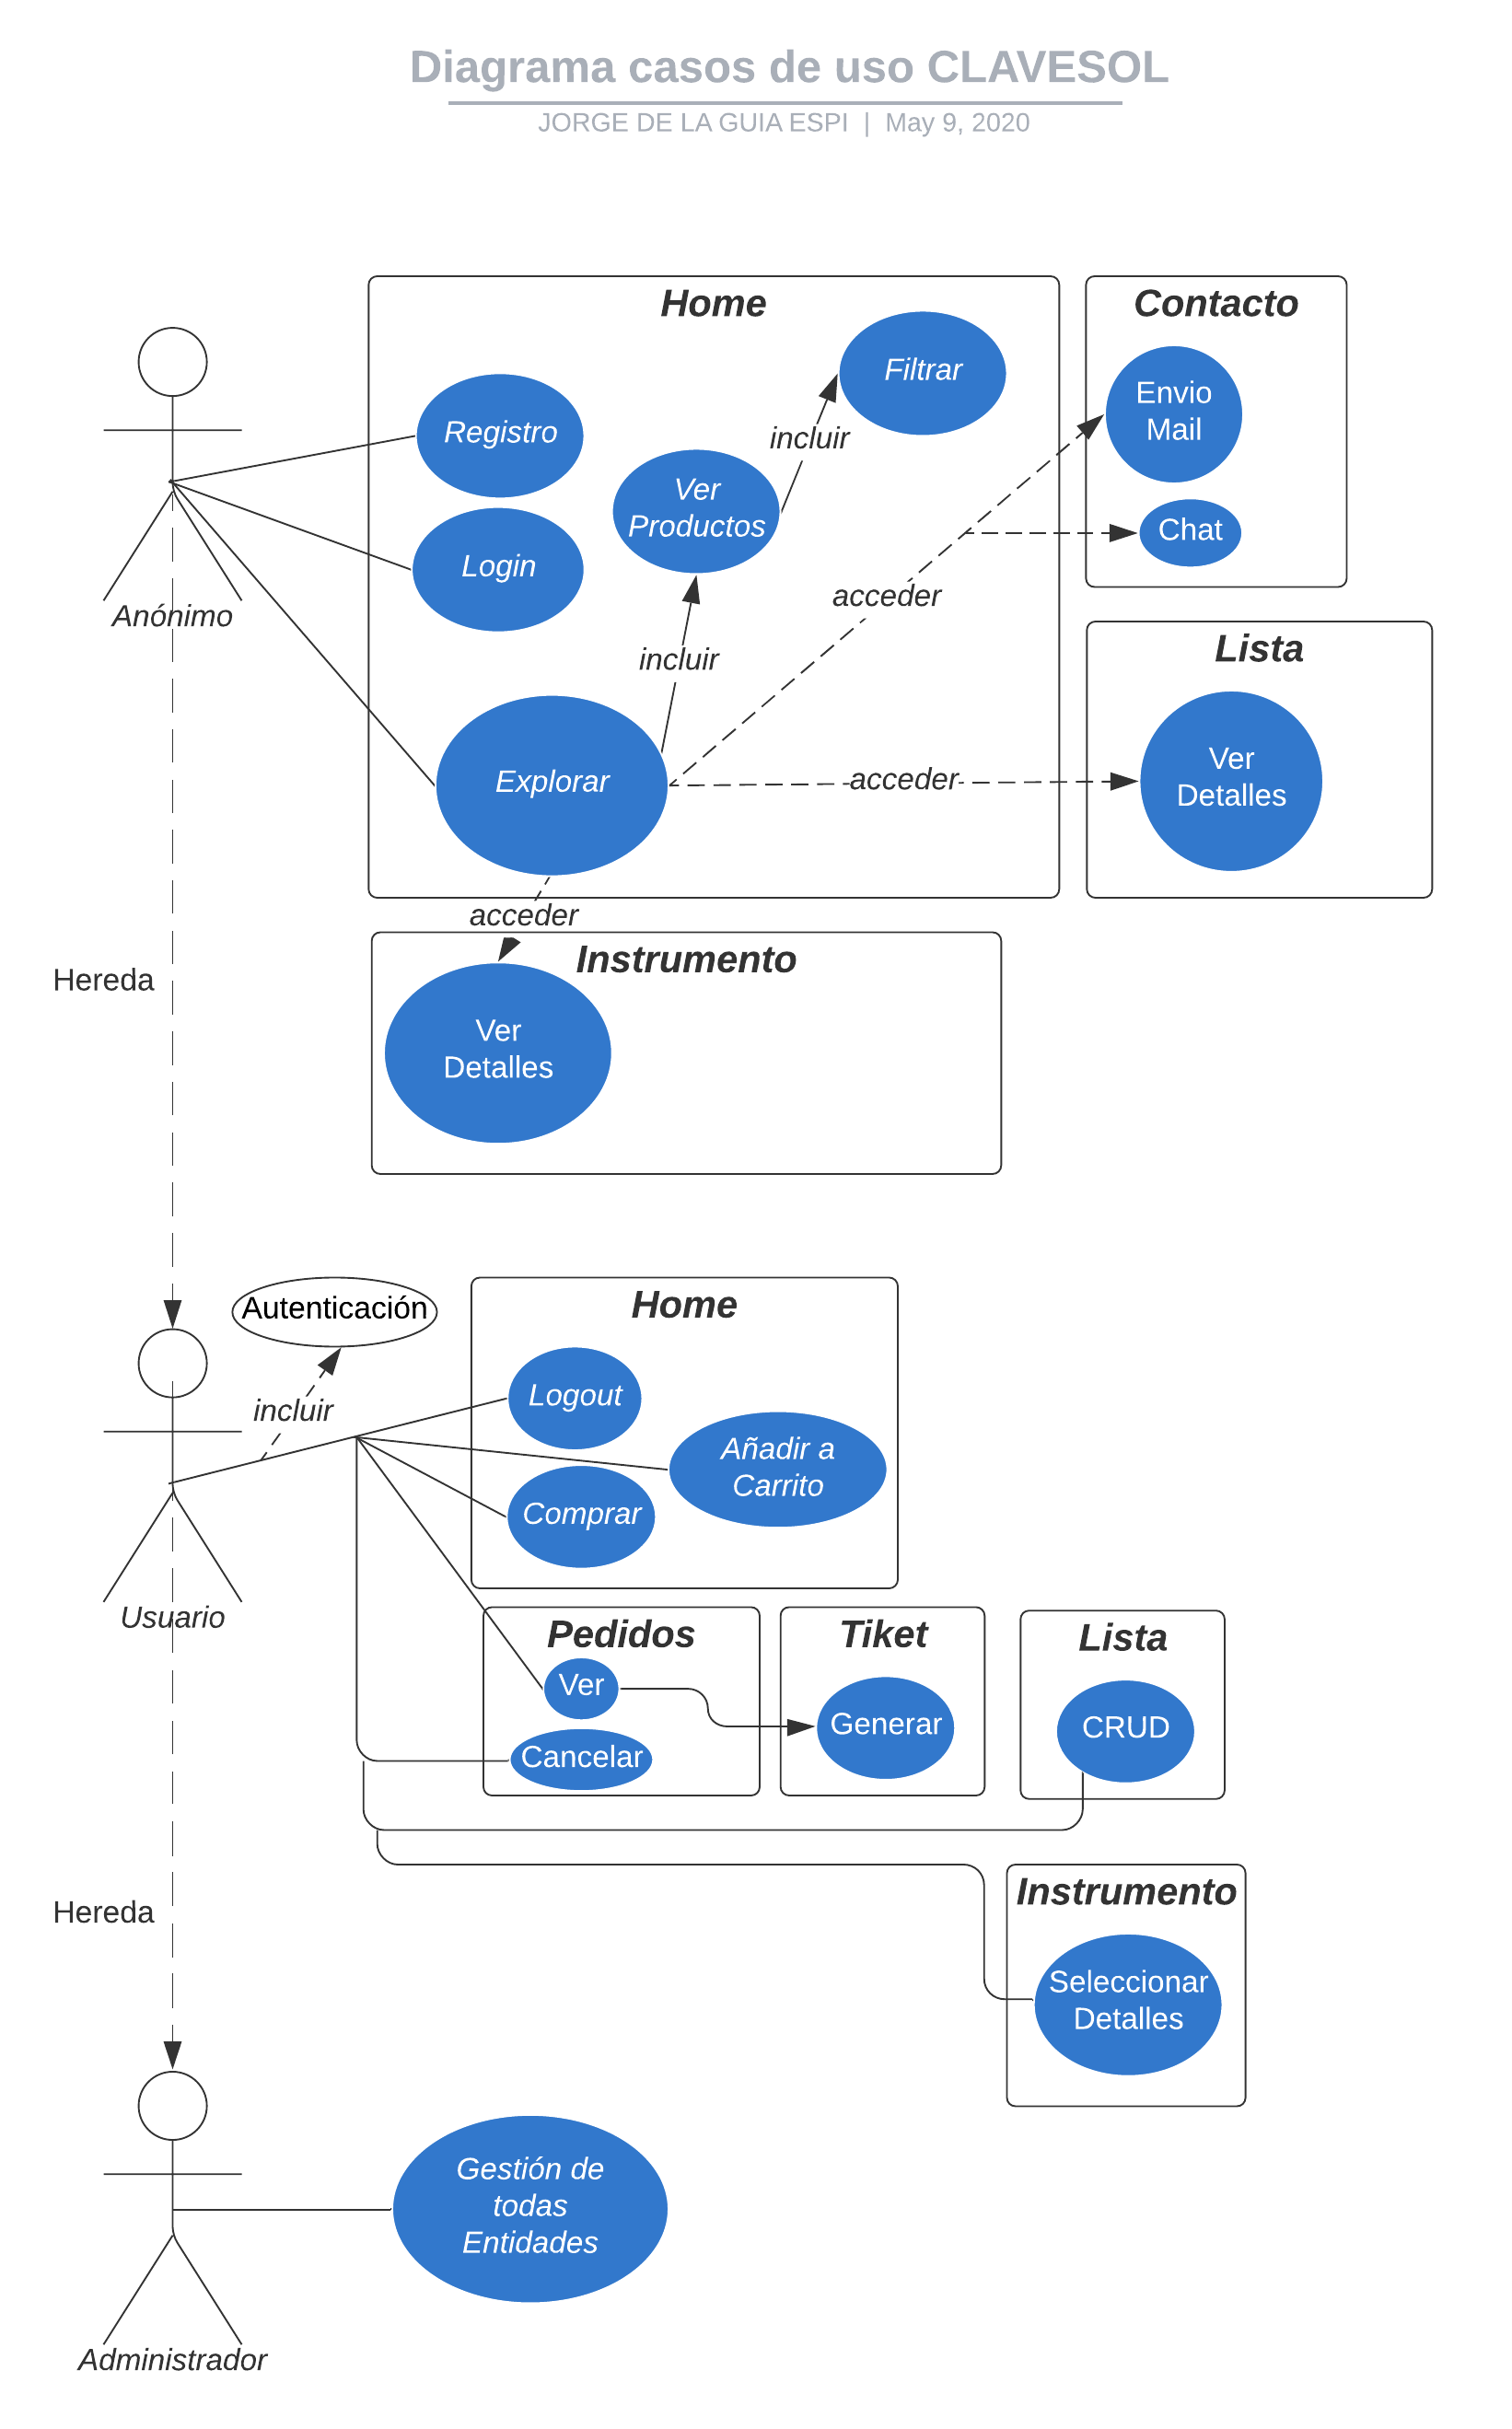 Diagrama casos de uso CLAVESOL
JORGE DE LA GUIA ESPI | May 9, 2020
Home
Contacto
Filtrar
Envio
Mail
Registro
incluir
Ver
Productos
Chat
Login
acceder
Anónimo
incluir
Lista
Explorar
acceder
Ver
Detalles
acceder
Instrumento
Hereda
Ver
Detalles
Autenticación
Home
Logout
incluir
Añadir a
Carrito
Comprar
Usuario
Pedidos
Tiket
Lista
Ver
Generar
CRUD
Cancelar
Hereda
Instrumento
Seleccionar
Detalles
Gestión de
todas
Entidades
Administrador